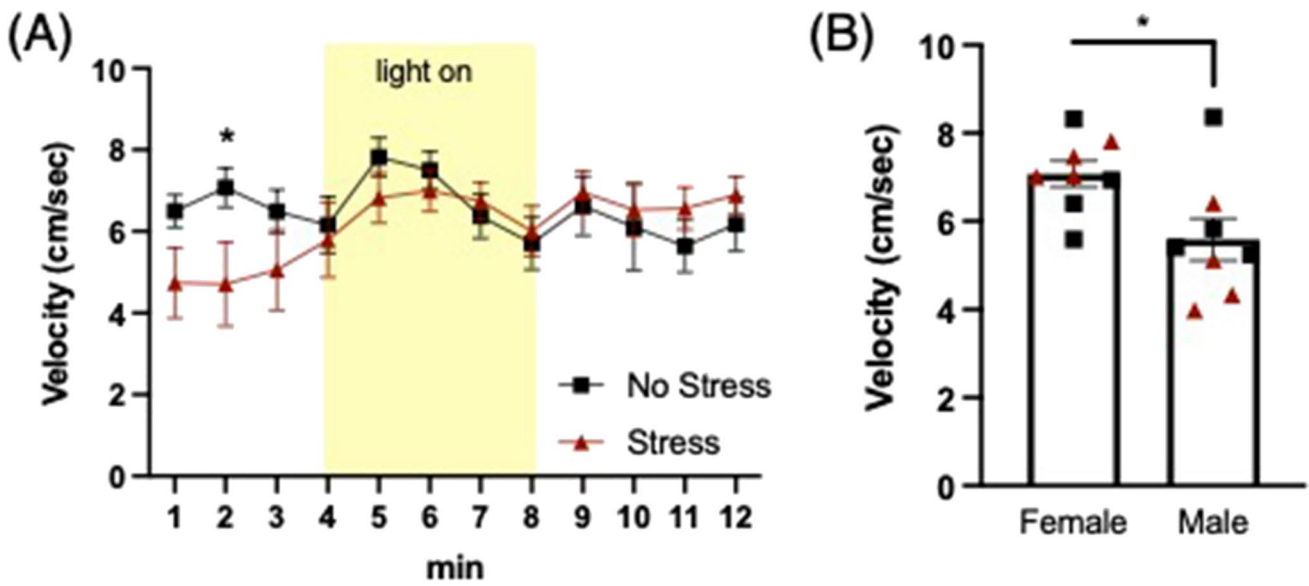 (A)
Velocity (cm/sec)
10
8
6
4
2
0
*
light on
No Stress
Stress
1 2 3 4 5 6 7 8 9 10 11 12
min
(B)
Velocity (cm/sec)
10
8
6
4
2
0
*
Female Male